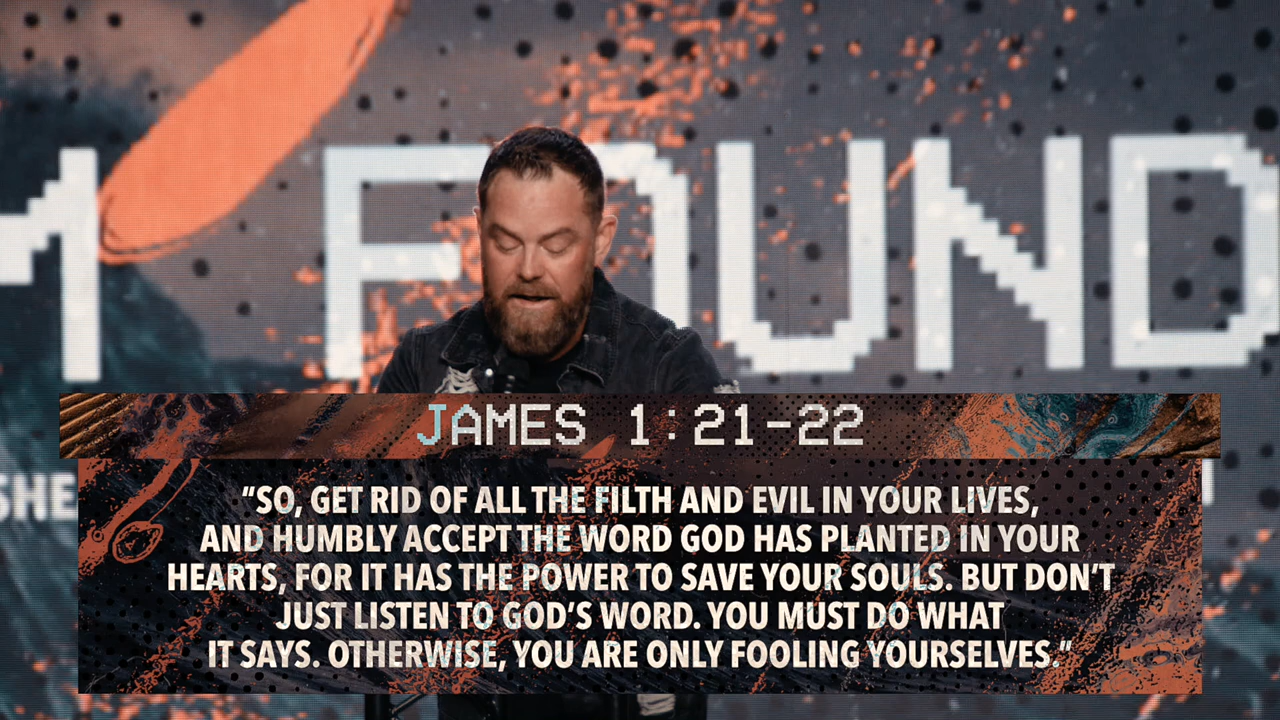 FOUND
SHE
JAMES 1:21-22
“SO, GET RID OF ALL THE FILTH AND EVIL IN YOUR LIVES,
AND HUMBLY ACCEPT THE WORD GOD HAS PLANTED IN YOUR
HEARTS, FOR IT HAS THE POWER TO SAVE YOUR SOULS. BUT DON’T
JUST LISTEN TO GOD’S WORD. YOU MUST DO WHAT
IT SAYS. OTHERWISE, YOU ARE ONLY FOOLING YOURSELVES.”